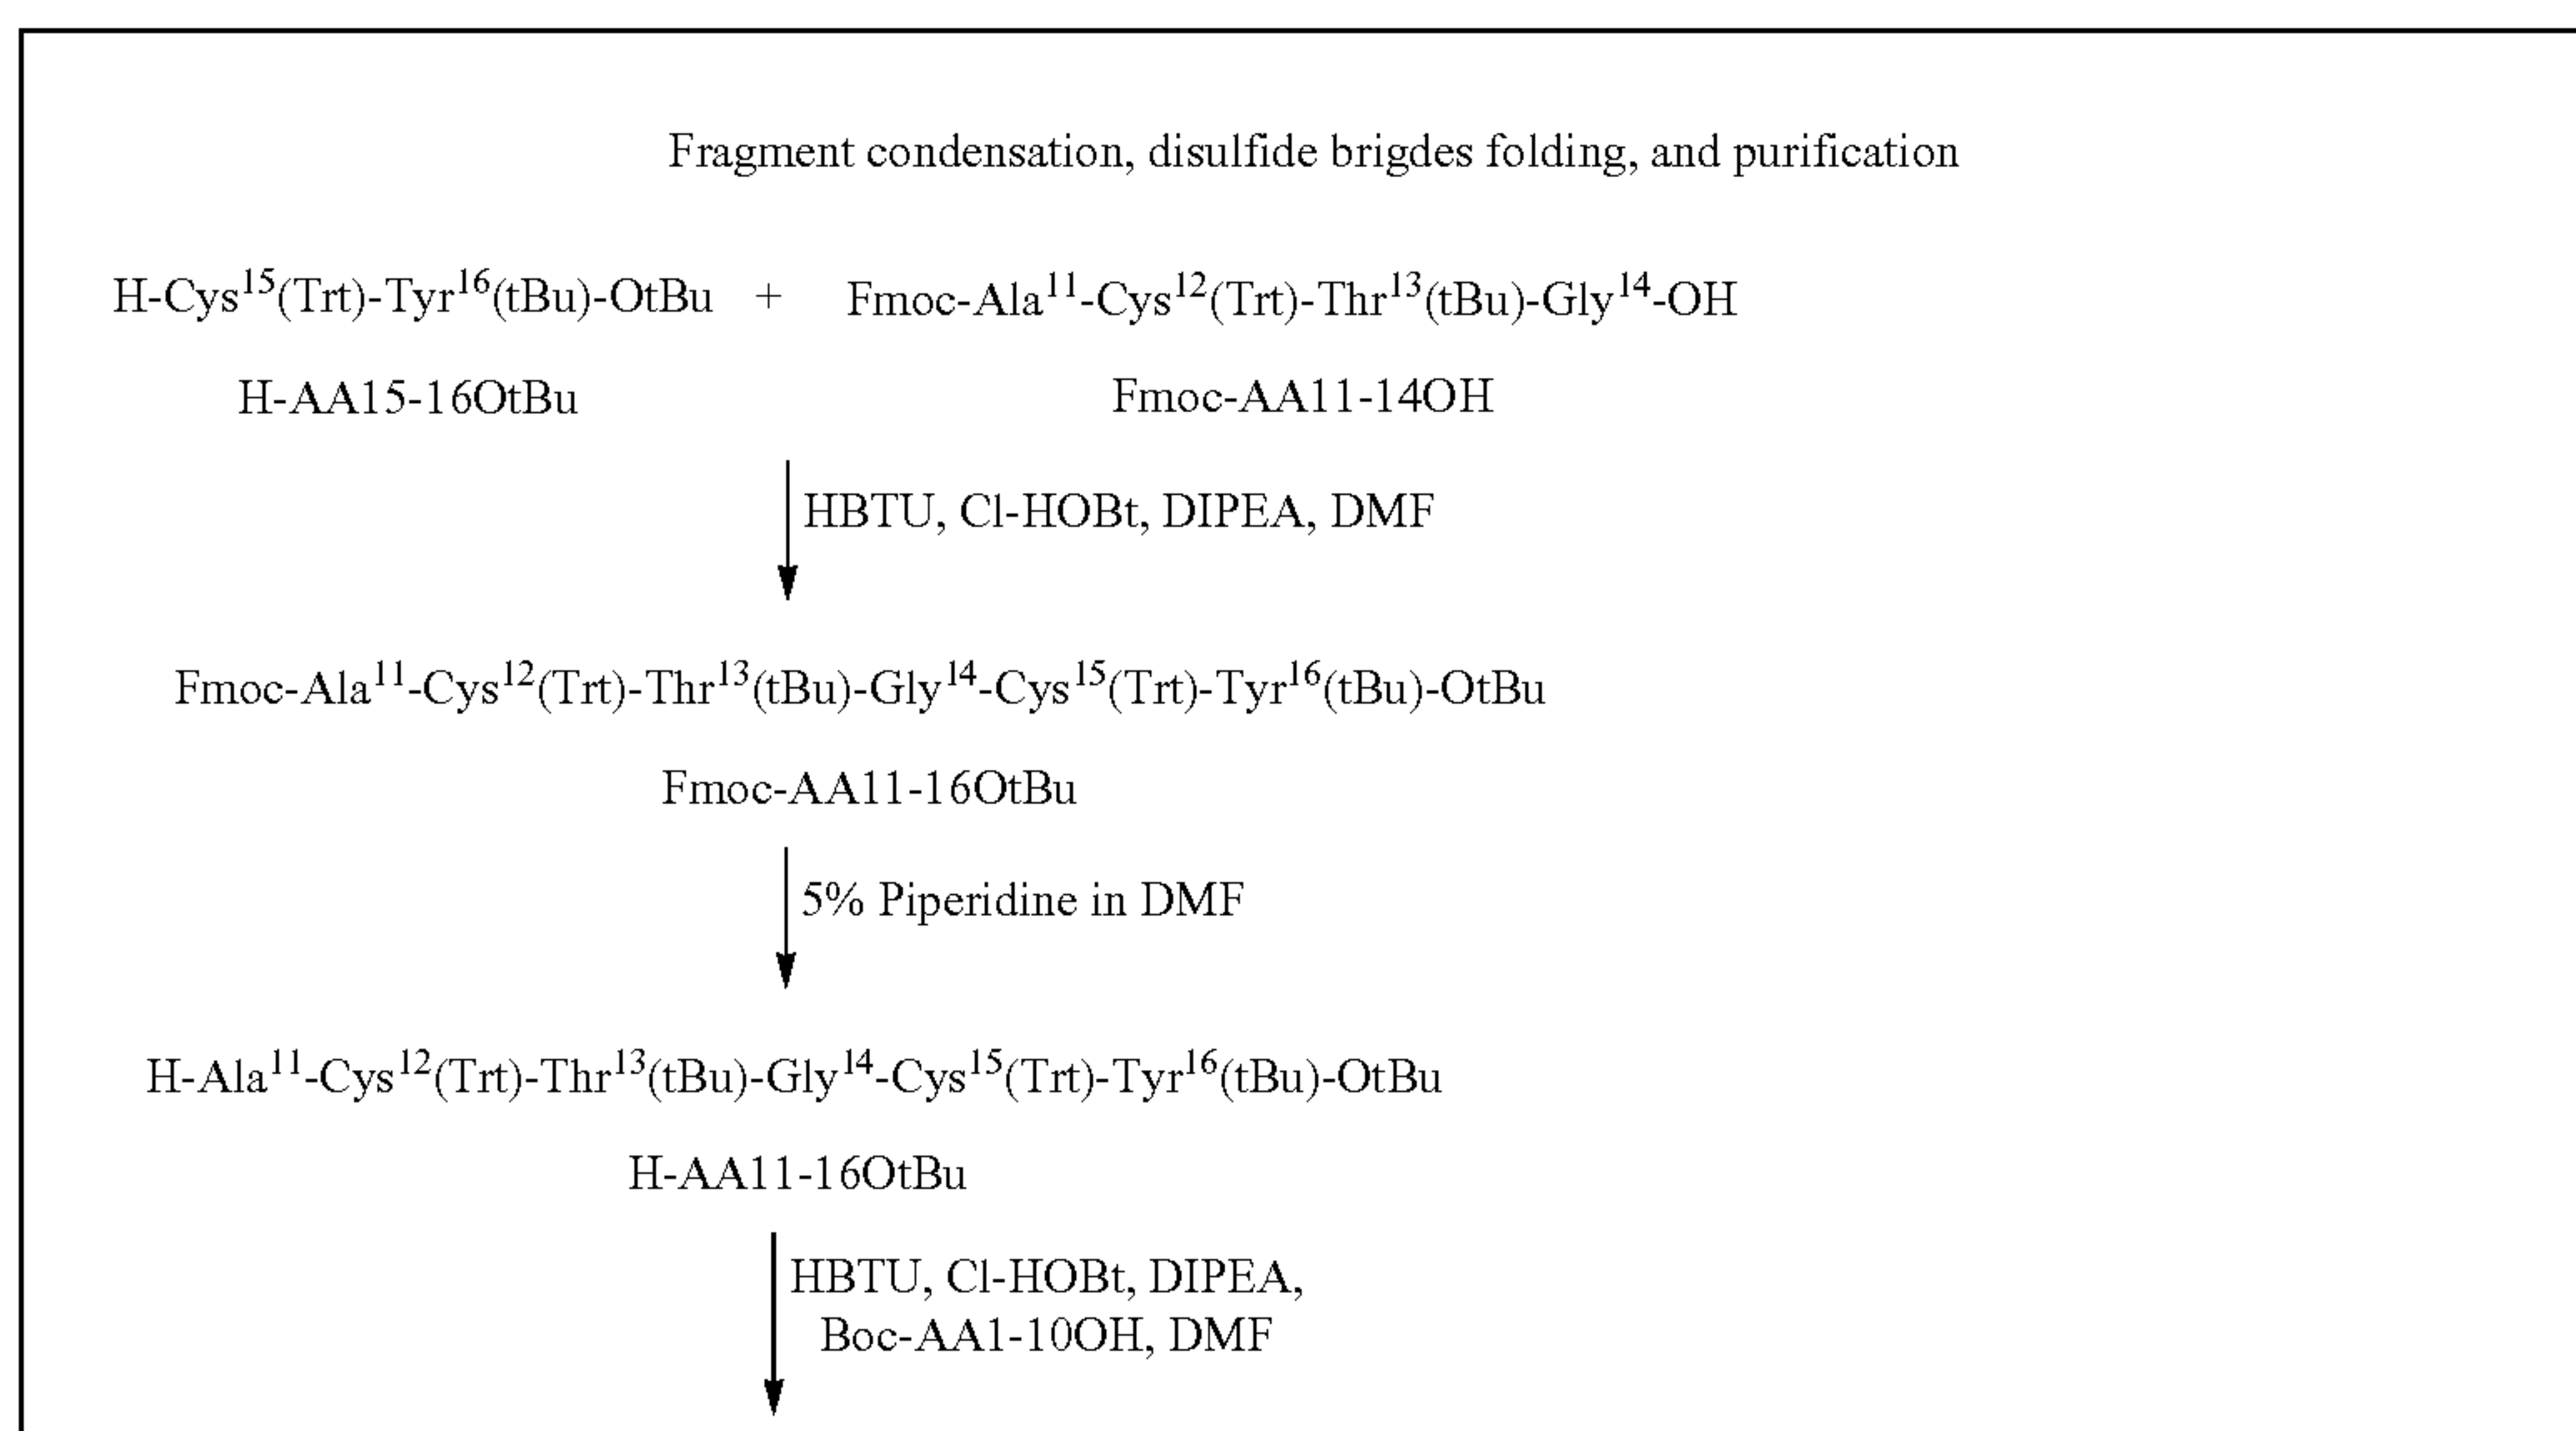 Fragment condensation, disulfide brigdes folding, and purification
H-Cys¹⁵(Trt)-Tyr¹⁶(tBu)-OtBu + Fmoc-Ala¹¹-Cys¹²(Trt)-Thr¹³(tBu)-Gly¹⁴-OH
H-AA15-16OtBu Fmoc-AA11-14OH
HBTU, Cl-HOBt, DIPEA, DMF
Fmoc-Ala¹¹-Cys¹²(Trt)-Thr¹³(tBu)-Gly¹⁴-Cys¹⁵(Trt)-Tyr¹⁶(tBu)-OtBu
Fmoc-AA11-16OtBu
5% Piperidine in DMF
H-Ala¹¹-Cys¹²(Trt)-Thr¹³(tBu)-Gly¹⁴-Cys¹⁵(Trt)-Tyr¹⁶(tBu)-OtBu
H-AA11-16OtBu
HBTU, Cl-HOBt, DIPEA,
Boc-AA1-10OH, DMF